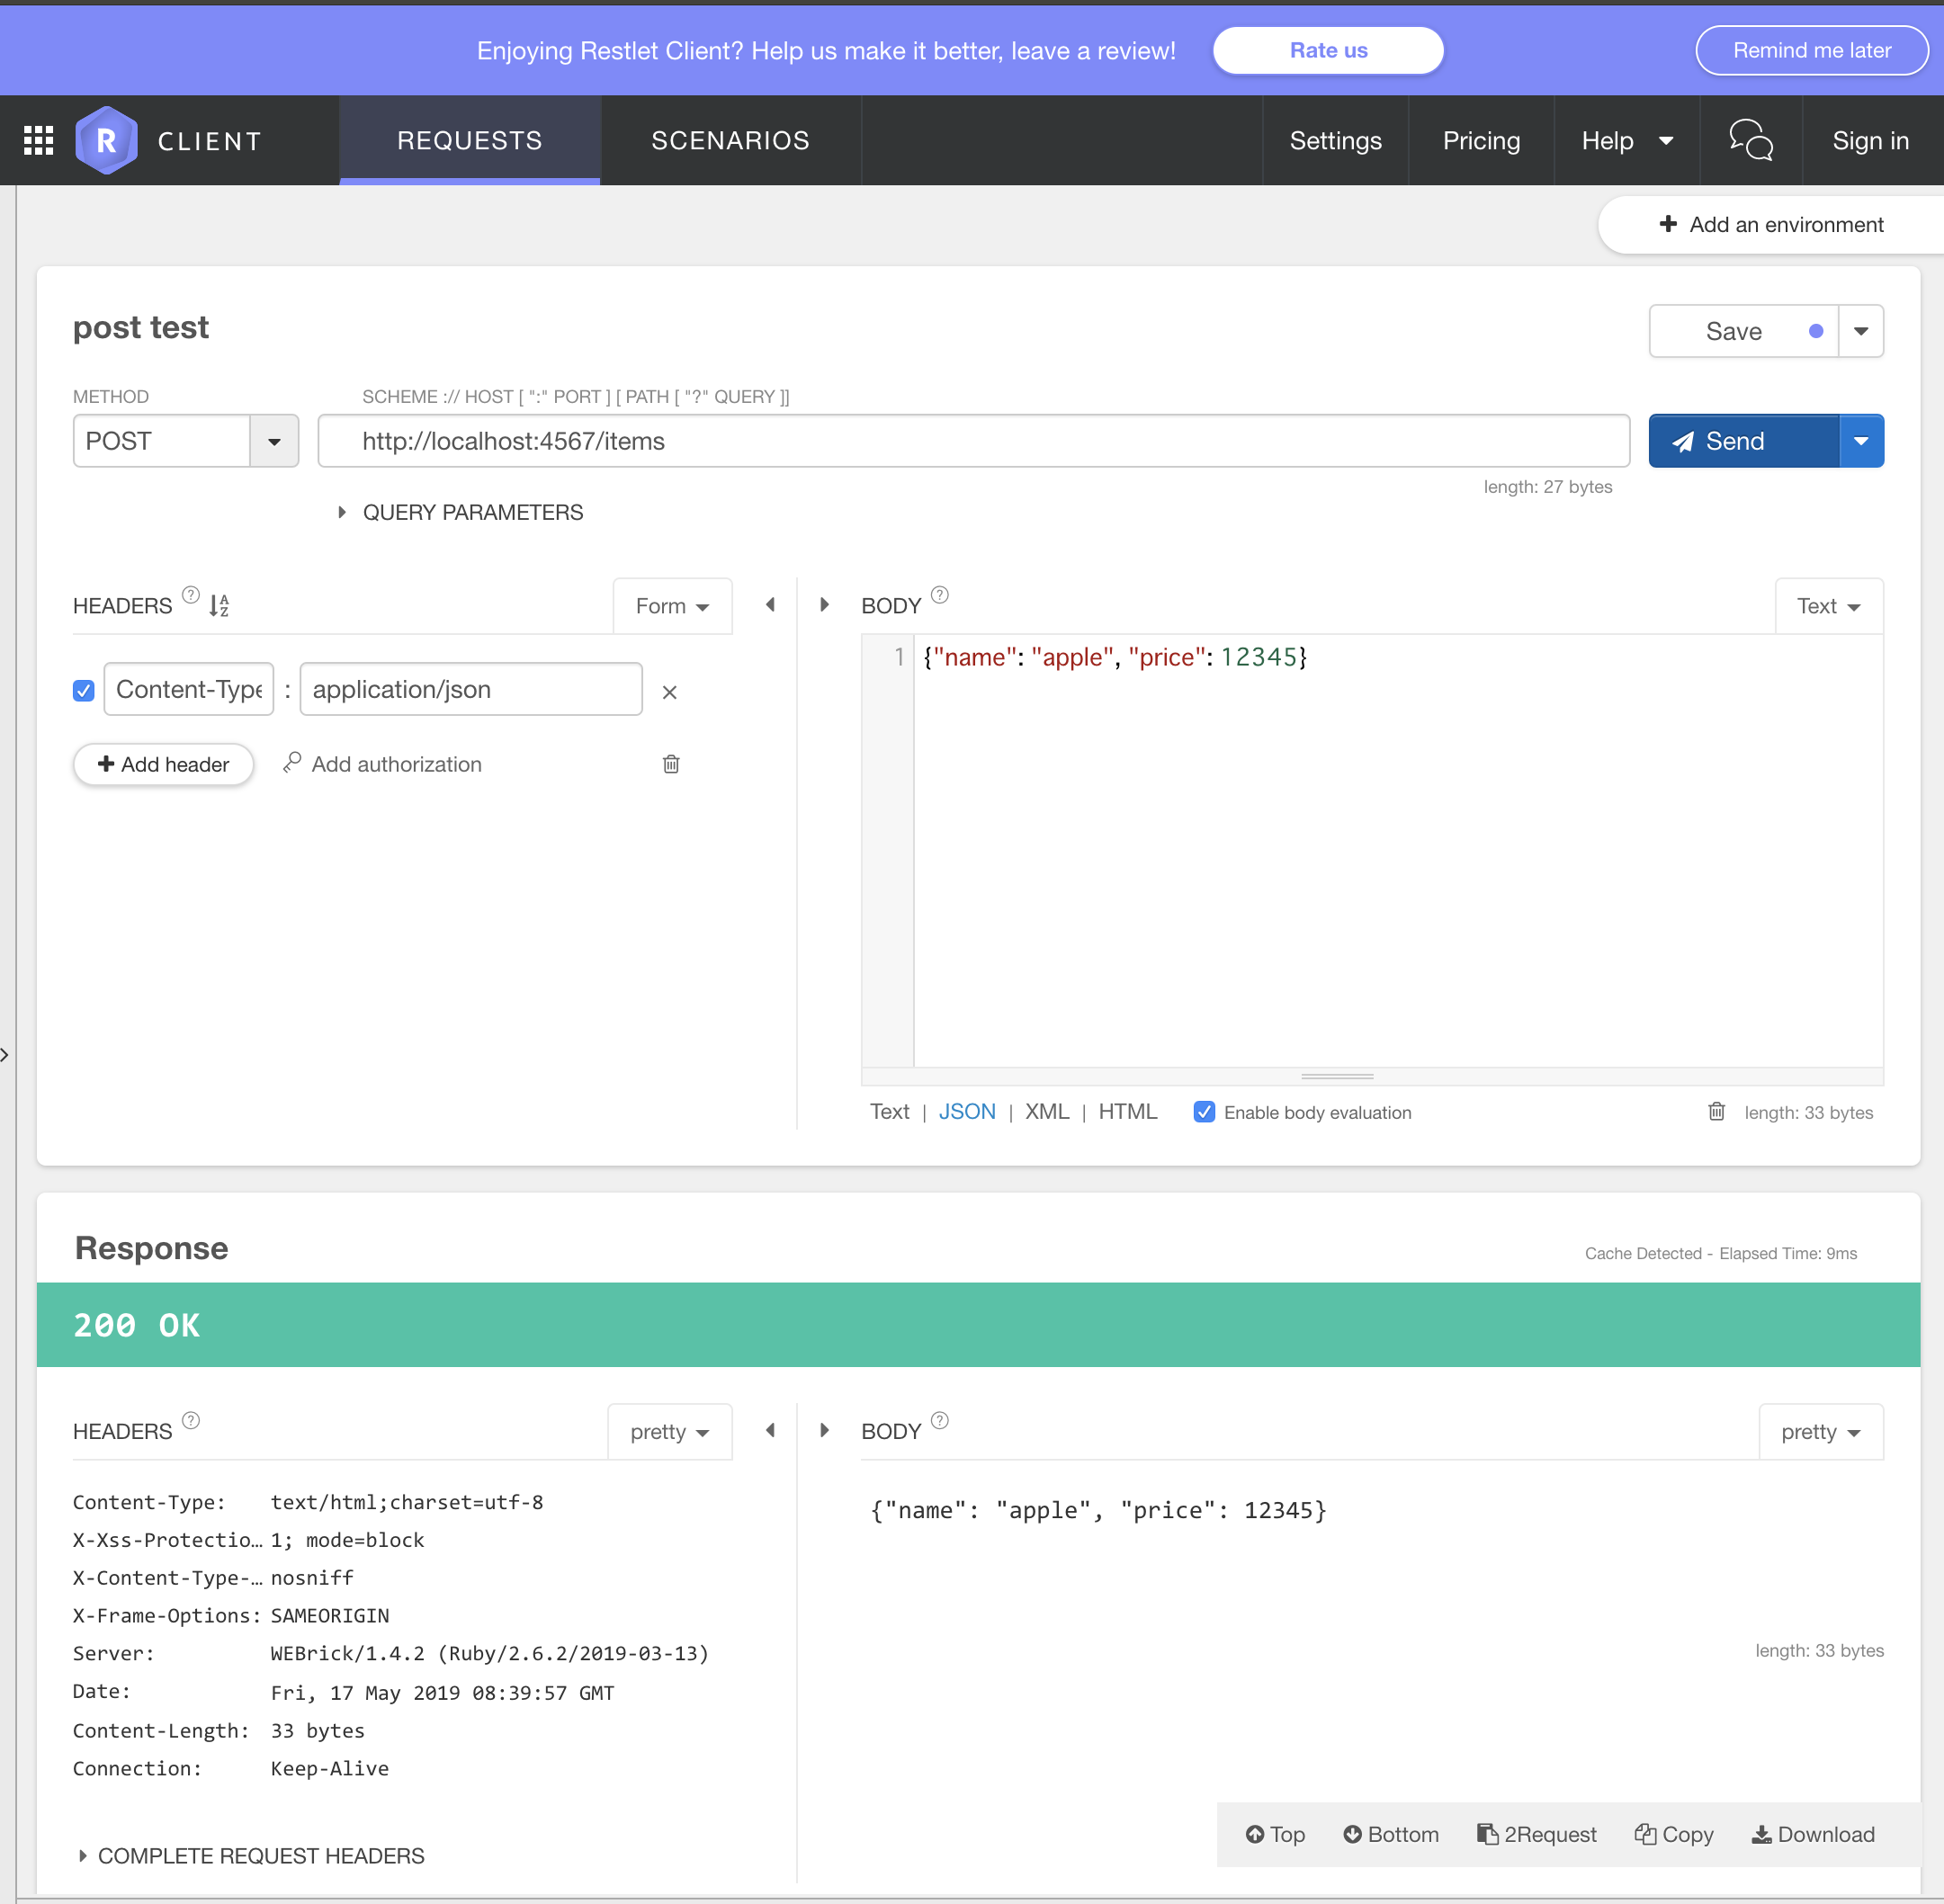 Enjoying Restlet Client? Help us make it better, leave a review! Rate us Remind me later
R CLIENT REQUESTS SCENARIOS Settings Pricing Help Sign in
+ Add an environment
post test
Save
METHOD SCHEME :// HOST [ ":" PORT ] [ PATH [ "?" QUERY ]]
POST http://localhost:4567/items Send
length: 27 bytes
QUERY PARAMETERS
HEADERS ? AZ Form BODY ? Text
1 {"name": "apple", "price": 12345}
Content-Type : application/json ×
+ Add header Add authorization
Text | JSON | XML | HTML Enable body evaluation length: 33 bytes
Response
Cache Detected - Elapsed Time: 9ms
200 OK
HEADERS ? pretty BODY ? pretty
{"name": "apple", "price": 12345}
Content-Type: text/html;charset=utf-8
X-Xss-Protectio… 1; mode=block
X-Content-Type-… nosniff
X-Frame-Options: SAMEORIGIN
Server: WEBrick/1.4.2 (Ruby/2.6.2/2019-03-13)
length: 33 bytes
Date: Fri, 17 May 2019 08:39:57 GMT
Content-Length: 33 bytes
Connection: Keep-Alive
Top Bottom 2Request Copy Download
COMPLETE REQUEST HEADERS